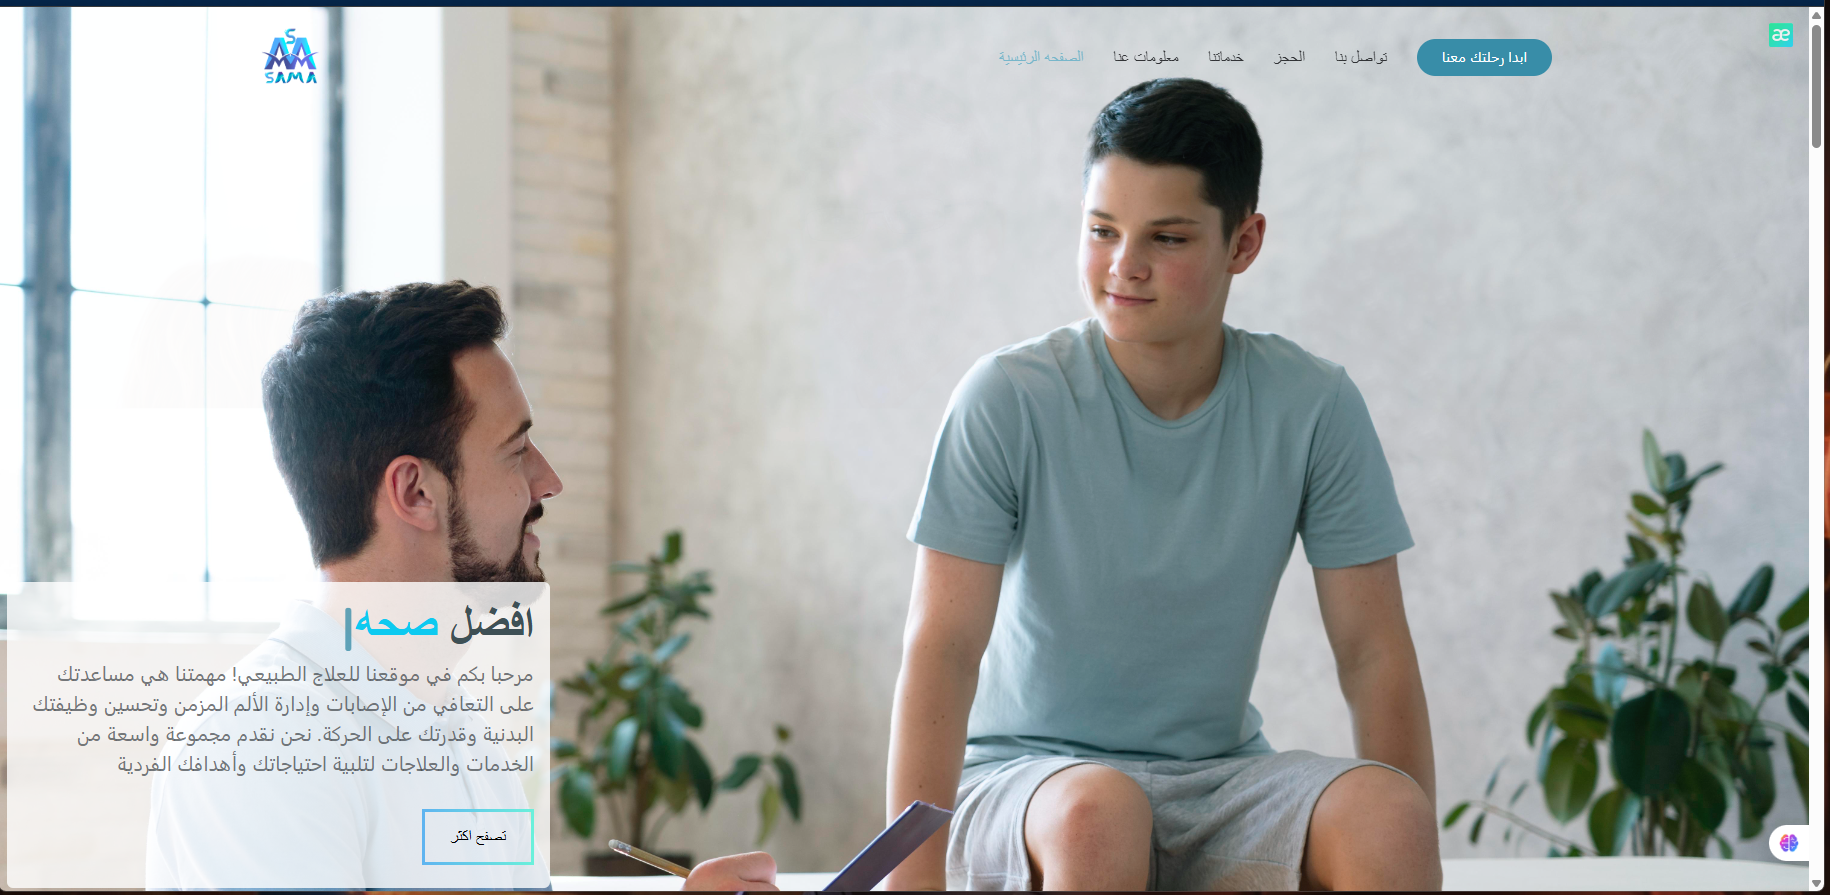 S
SAMA
ابدا رحلتك معنا
تواصل بنا
الحجز
خدماتنا
معلومات عنا
الصفحه الرئيسية
æ
افضل صحه|
مرحبا بكم في موقعنا للعلاج الطبيعي! مهمتنا هي مساعدتك
على التعافي من الإصابات وإدارة الألم المزمن وتحسين وظيفتك
البدنية وقدرتك على الحركة. نحن نقدم مجموعة واسعة من
الخدمات والعلاجات لتلبية احتياجاتك وأهدافك الفردية
تصفح اكثر